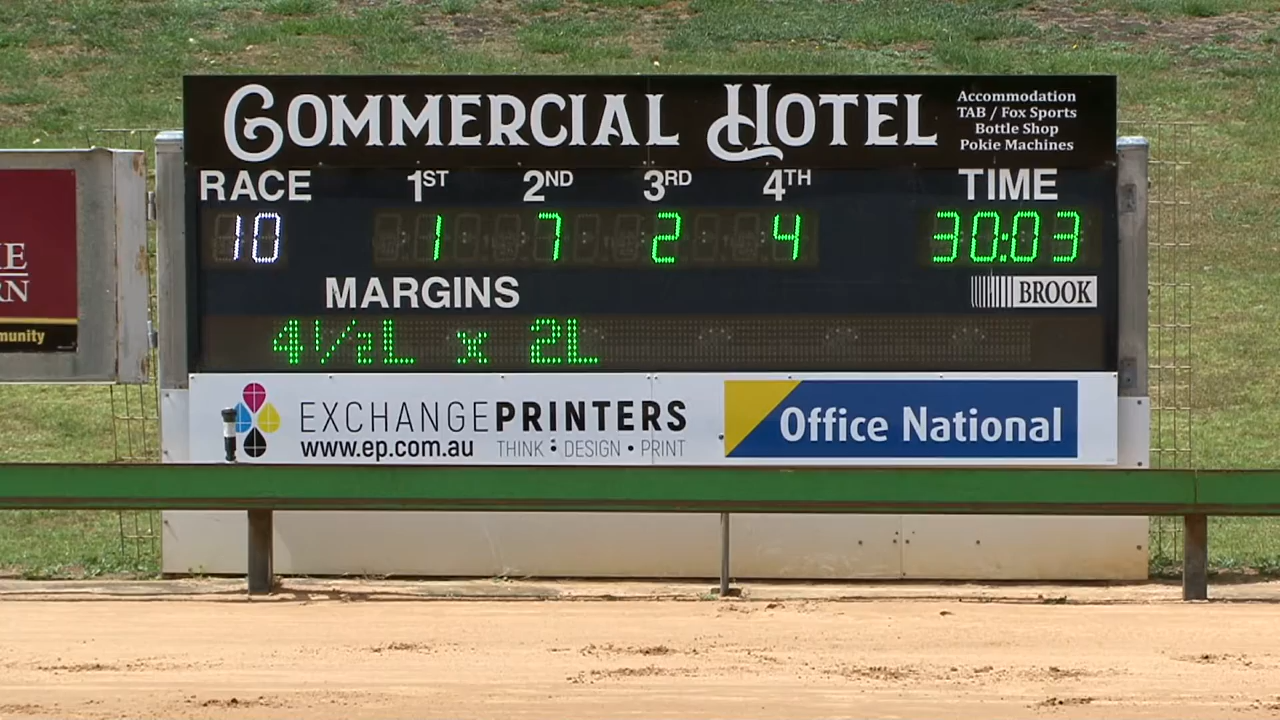 COMMERCIAL HOTEL
Accommodation
TAB / Fox Sports
Bottle Shop
Pokie Machines
RACE 1ST 2ND 3RD 4TH TIME
10 1 7 2 4 30:03
MARGINS
BROOK
4½L x 2L
EXCHANGEPRINTERS
www.ep.com.au THINK • DESIGN • PRINT
Office National